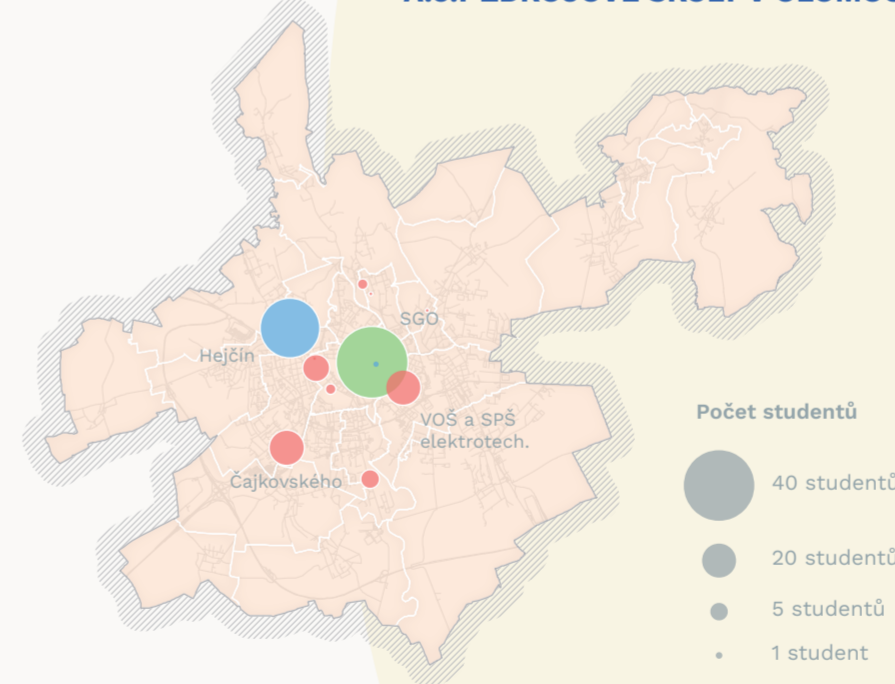 SGO
Hejčín
VOŠ a SPŠ
elektrotech.
Čajkovského
Počet studentů
40 studentů
20 studentů
5 studentů
1 student